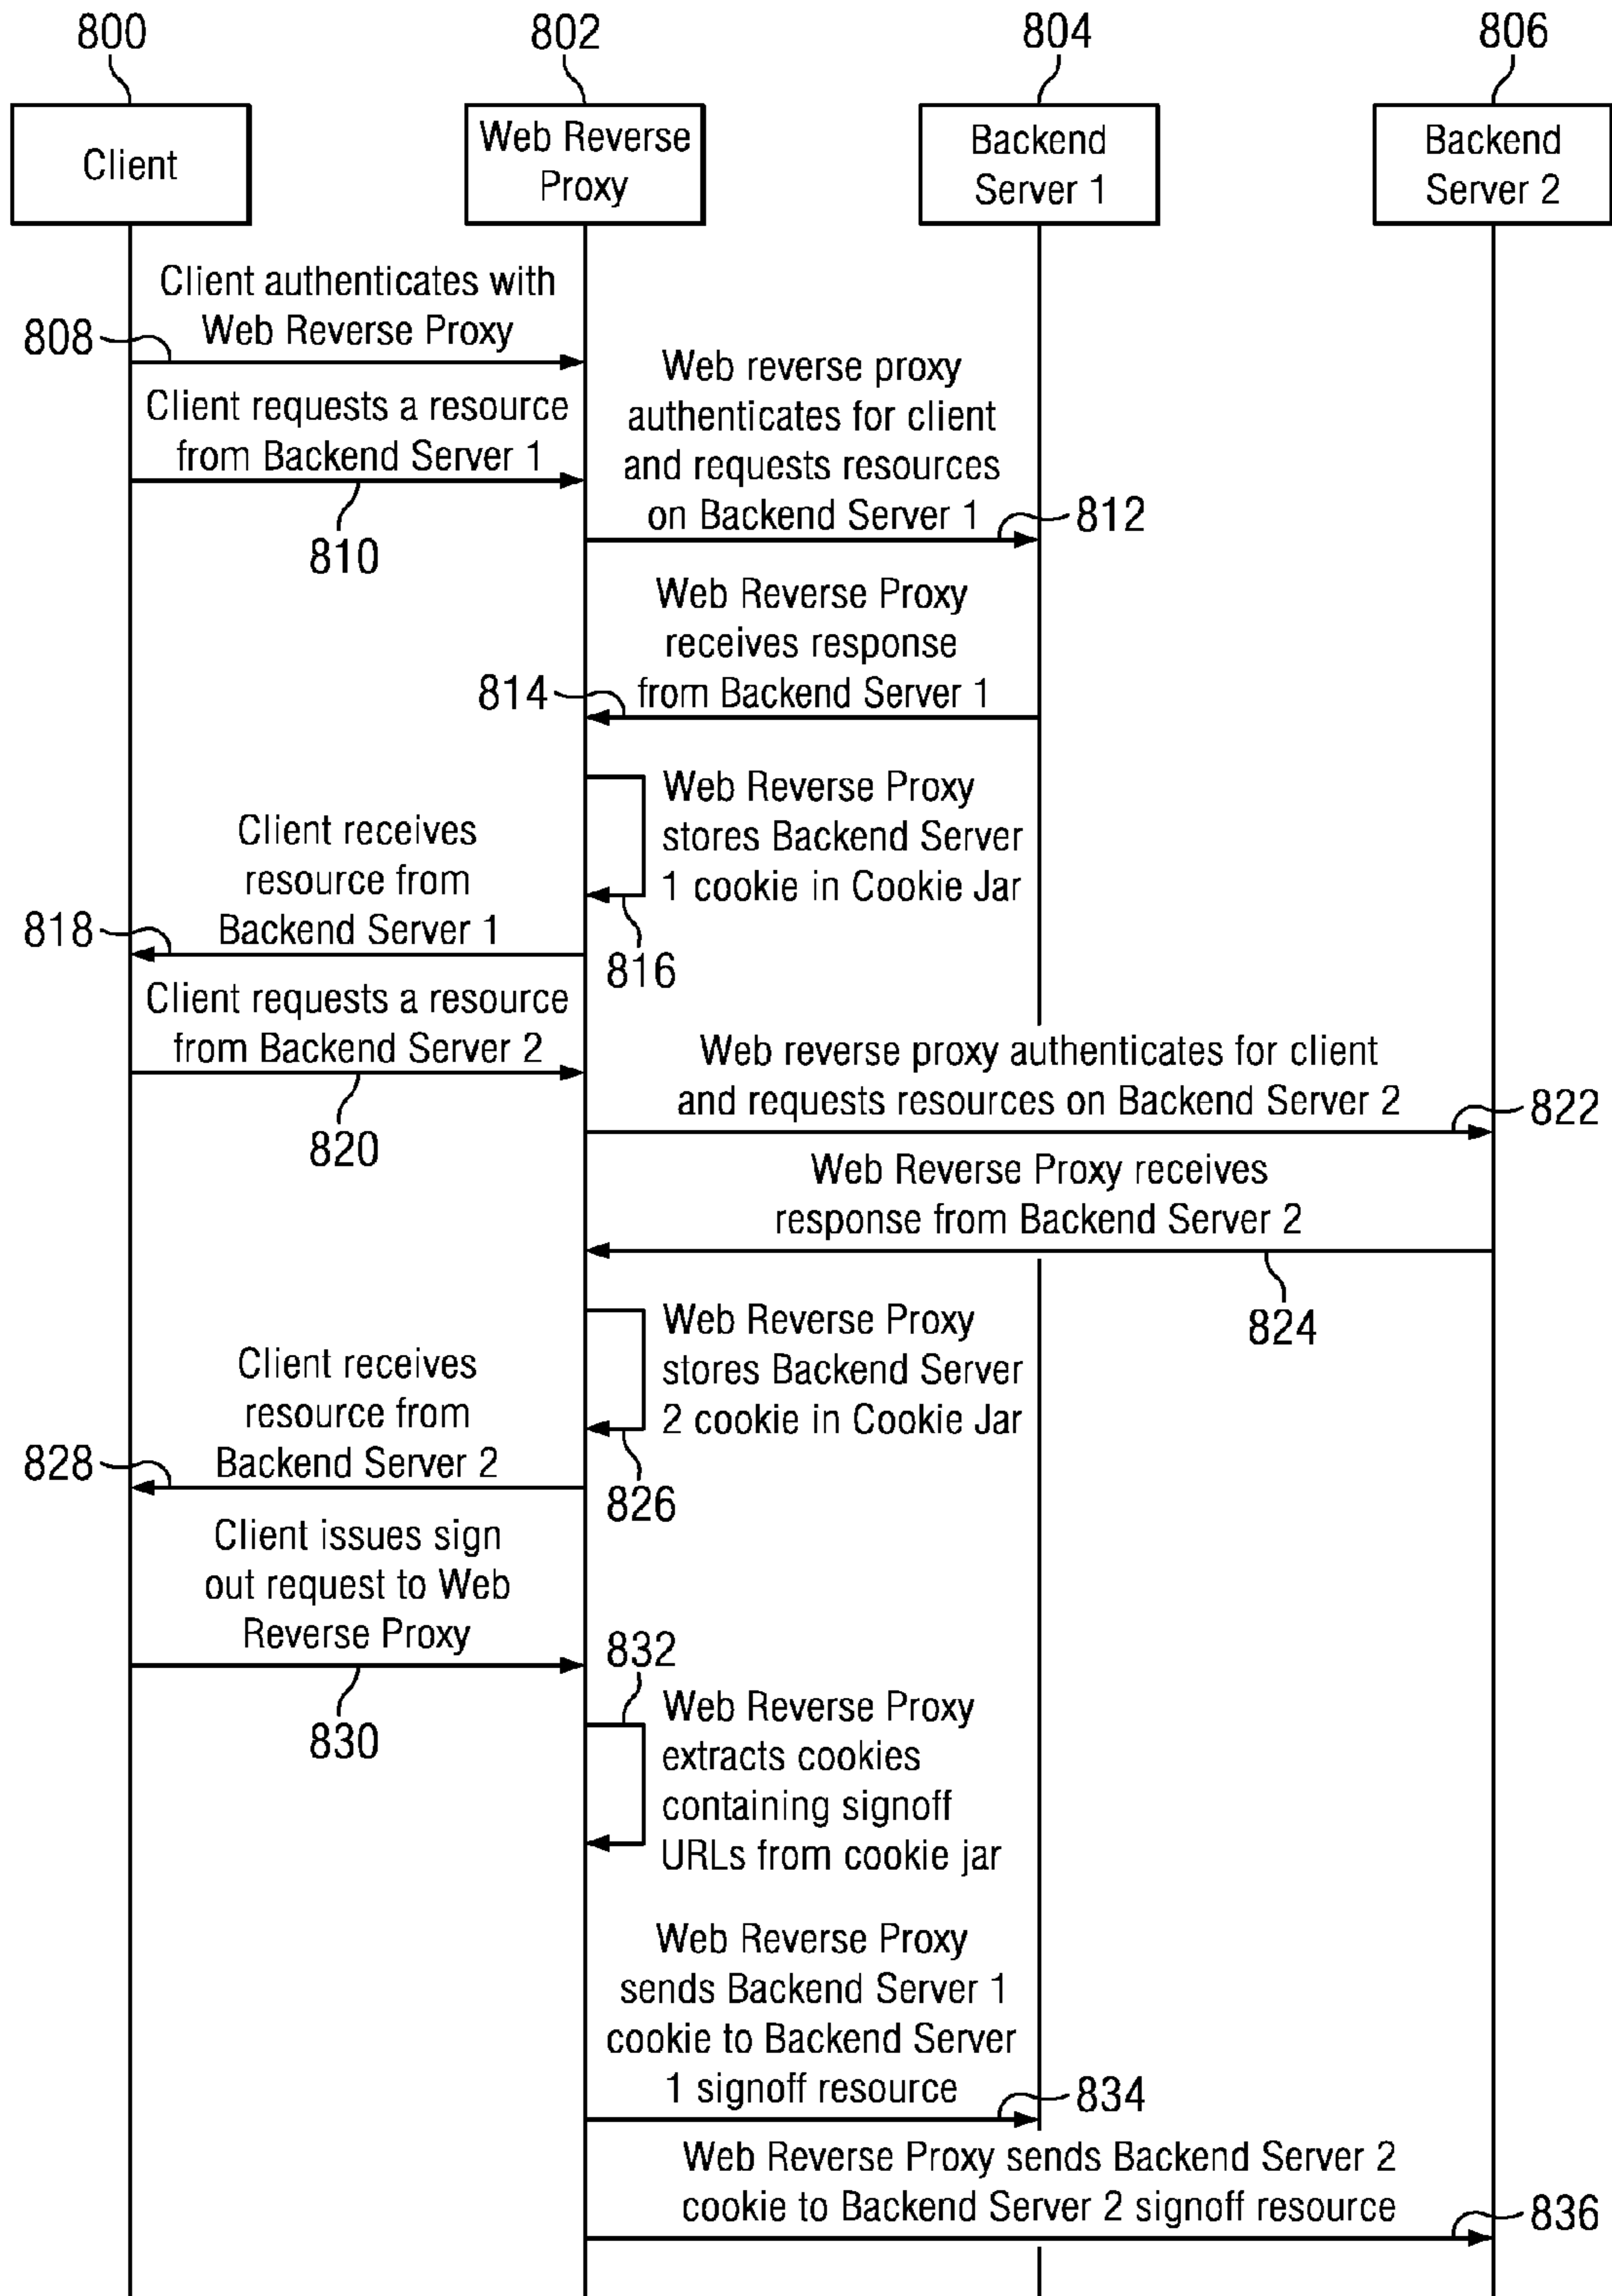 800
802
804
806
Client
Web Reverse
Proxy
Backend
Server 1
Backend
Server 2
Client authenticates with
Web Reverse Proxy
808
Client requests a resource
from Backend Server 1
810
Web reverse proxy
authenticates for client
and requests resources
on Backend Server 1
812
Web Reverse Proxy
receives response
from Backend Server 1
814
Web Reverse Proxy
stores Backend Server
1 cookie in Cookie Jar
816
Client receives
resource from
Backend Server 1
818
Client requests a resource
from Backend Server 2
820
Web reverse proxy authenticates for client
and requests resources on Backend Server 2
822
Web Reverse Proxy receives
response from Backend Server 2
824
Web Reverse Proxy
stores Backend Server
2 cookie in Cookie Jar
826
Client receives
resource from
Backend Server 2
828
Client issues sign
out request to Web
Reverse Proxy
830
832
Web Reverse Proxy
extracts cookies
containing signoff
URLs from cookie jar
Web Reverse Proxy
sends Backend Server 1
cookie to Backend Server
1 signoff resource
834
Web Reverse Proxy sends Backend Server 2
cookie to Backend Server 2 signoff resource
836